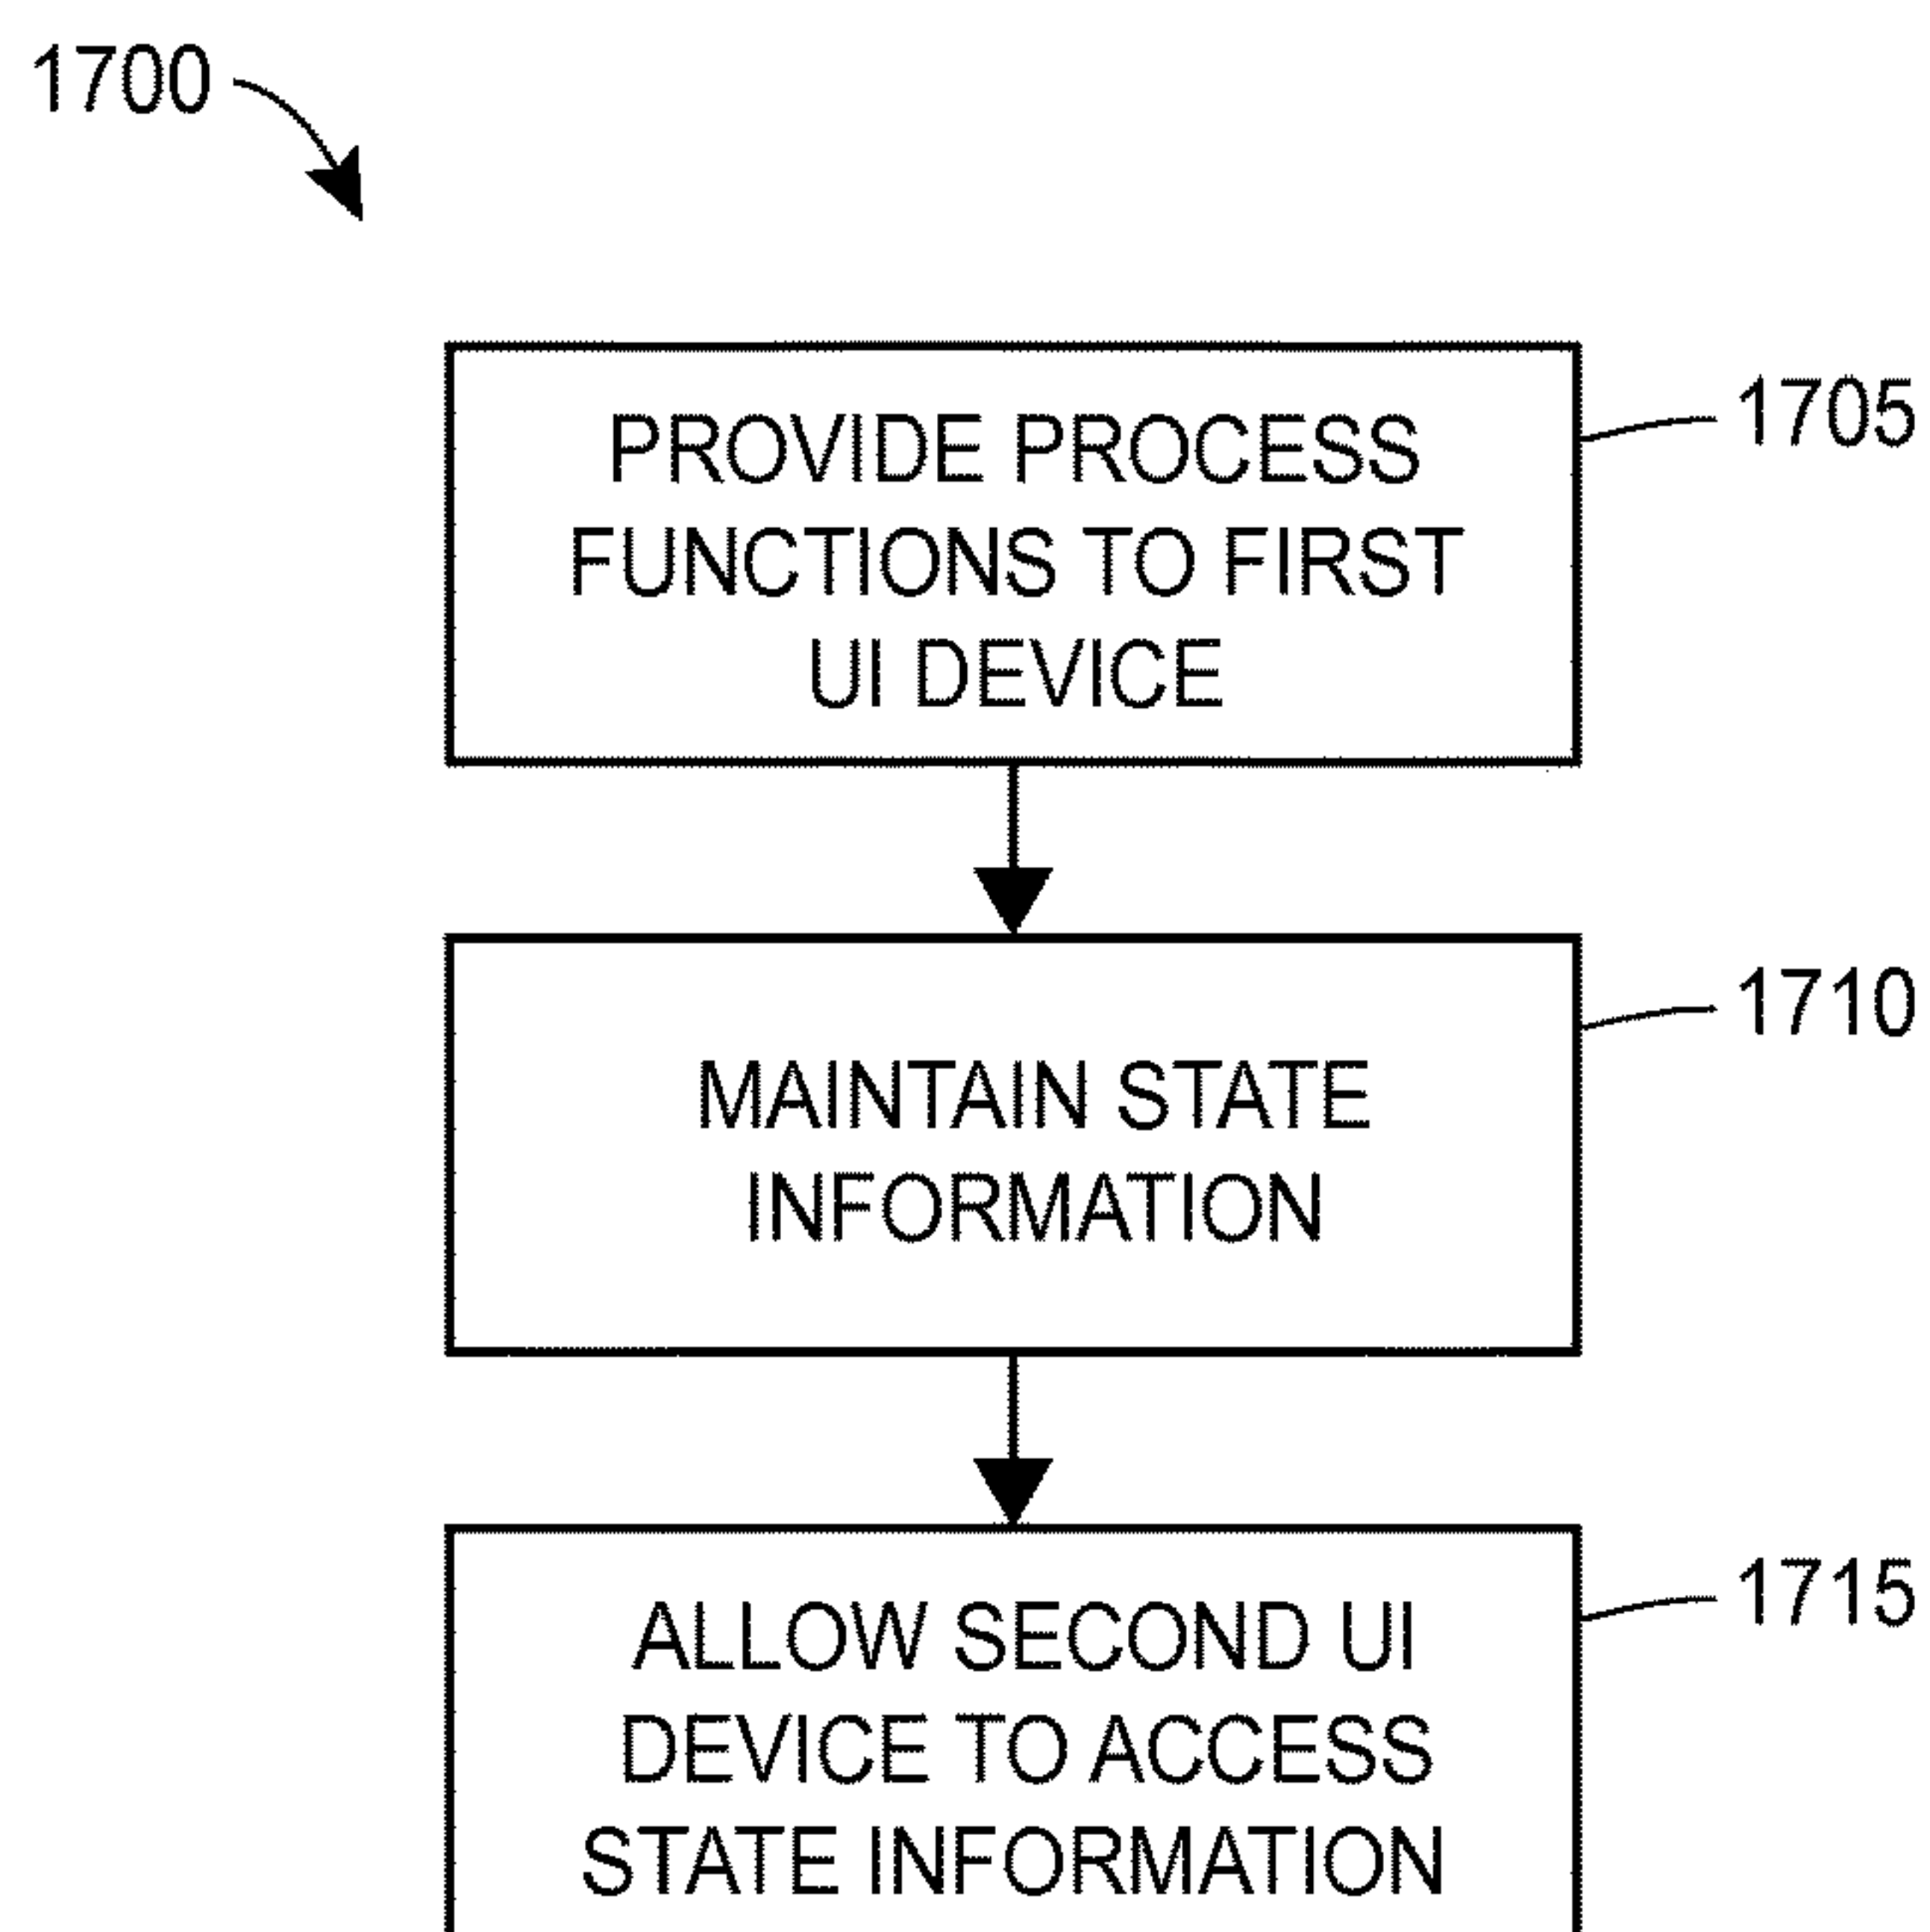 1700
PROVIDE PROCESS
FUNCTIONS TO FIRST
UI DEVICE
1705
MAINTAIN STATE
INFORMATION
1710
ALLOW SECOND UI
DEVICE TO ACCESS
STATE INFORMATION
1715